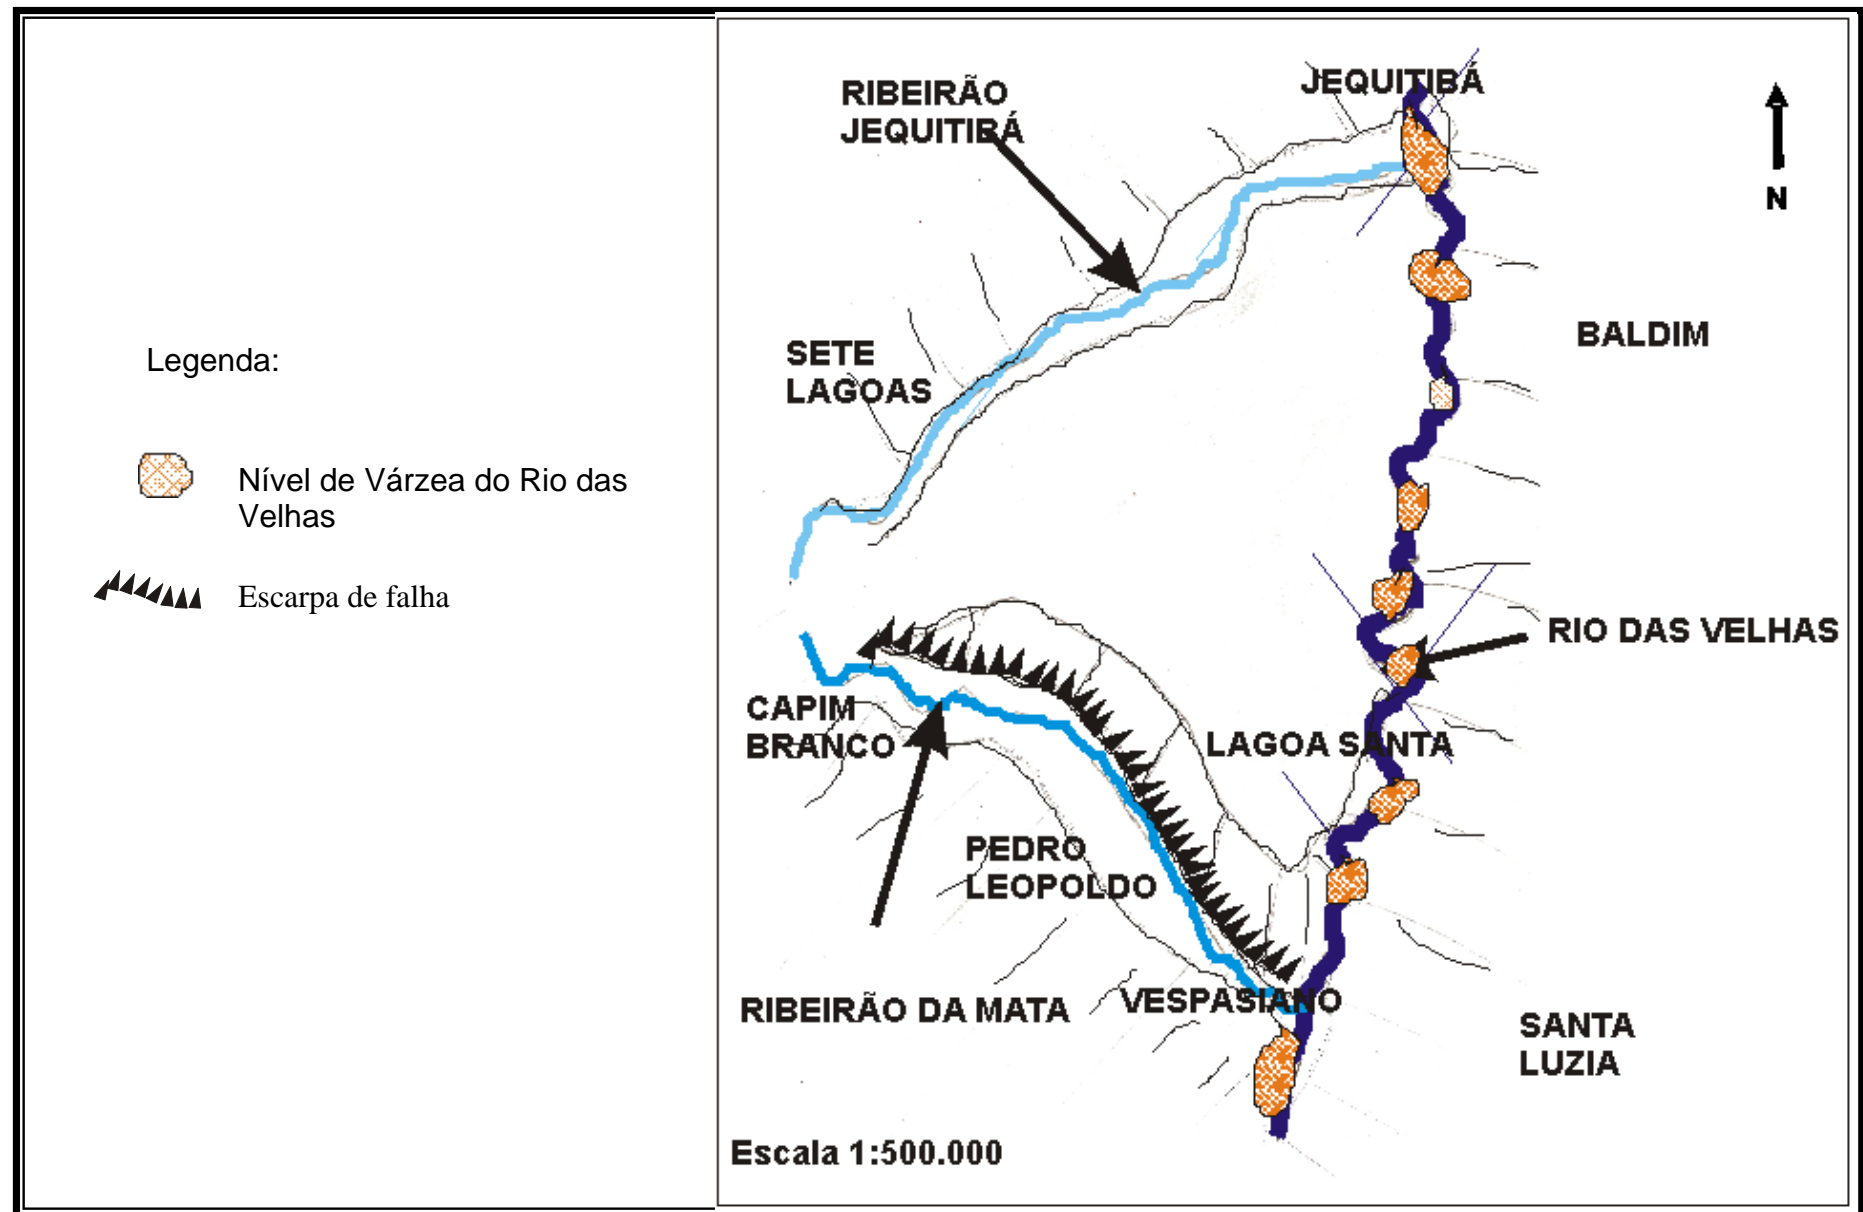 Legenda:
Nível de Várzea do Rio das
Velhas
Escarpa de falha
RIBEIRÃO
JEQUITIBÁ
JEQUITIBÁ
N
BALDIM
SETE
LAGOAS
RIO DAS VELHAS
CAPIM
BRANCO
LAGOA SANTA
PEDRO
LEOPOLDO
RIBEIRÃO DA MATA
VESPASIANO
SANTA
LUZIA
Escala 1:500.000